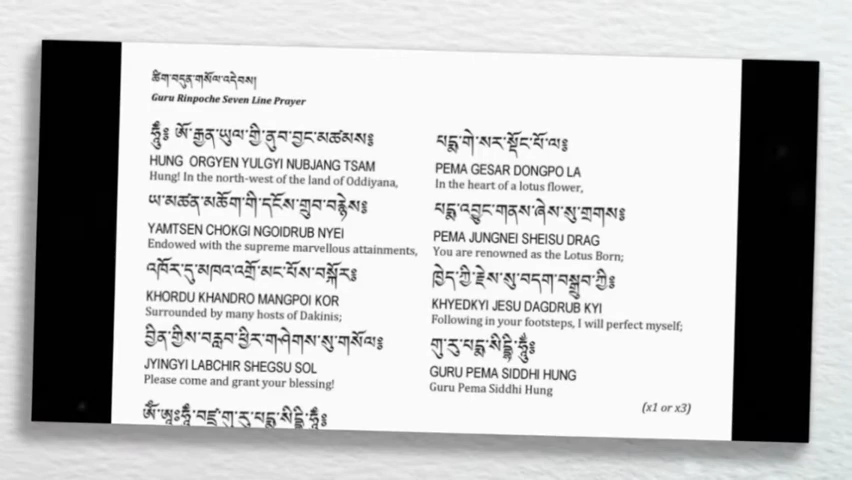 ཚིག་བདུན་གསོལ་འདེབས།
Guru Rinpoche Seven Line Prayer
ཧཱུྃ༔ ཨོ་རྒྱན་ཡུལ་གྱི་ནུབ་བྱང་མཚམས༔
HUNG ORGYEN YULGYI NUBJANG TSAM
Hung! In the north-west of the land of Oddiyana,
པདྨ་གེ་སར་སྡོང་པོ་ལ༔
PEMA GESAR DONGPO LA
In the heart of a lotus flower,
ཡ་མཚན་མཆོག་གི་དངོས་གྲུབ་བརྙེས༔
YAMTSEN CHOKGI NGOIDRUB NYEI
Endowed with the supreme marvellous attainments,
པདྨ་འབྱུང་གནས་ཞེས་སུ་གྲགས༔
PEMA JUNGNEI SHEISU DRAG
You are renowned as the Lotus Born;
འཁོར་དུ་མཁའ་འགྲོ་མང་པོས་བསྐོར༔
KHORDU KHANDRO MANGPOI KOR
Surrounded by many hosts of Dakinis;
ཁྱེད་ཀྱི་རྗེས་སུ་བདག་བསྒྲུབ་ཀྱི༔
KHYEDKYI JESU DAGDRUB KYI
Following in your footsteps, I will perfect myself;
བྱིན་གྱིས་བརླབ་ཕྱིར་གཤེགས་སུ་གསོལ༔
JYINGYI LABCHIR SHEGSU SOL
Please come and grant your blessing!
གུ་རུ་པདྨ་སིདྡྷི་ཧཱུྃ༔
GURU PEMA SIDDHI HUNG
Guru Pema Siddhi Hung
ཨོཾ་ཨཱཿཧཱུྃ་བཛྲ་གུ་རུ་པདྨ་སིདྡྷི་ཧཱུྃ༔
(x1 or x3)